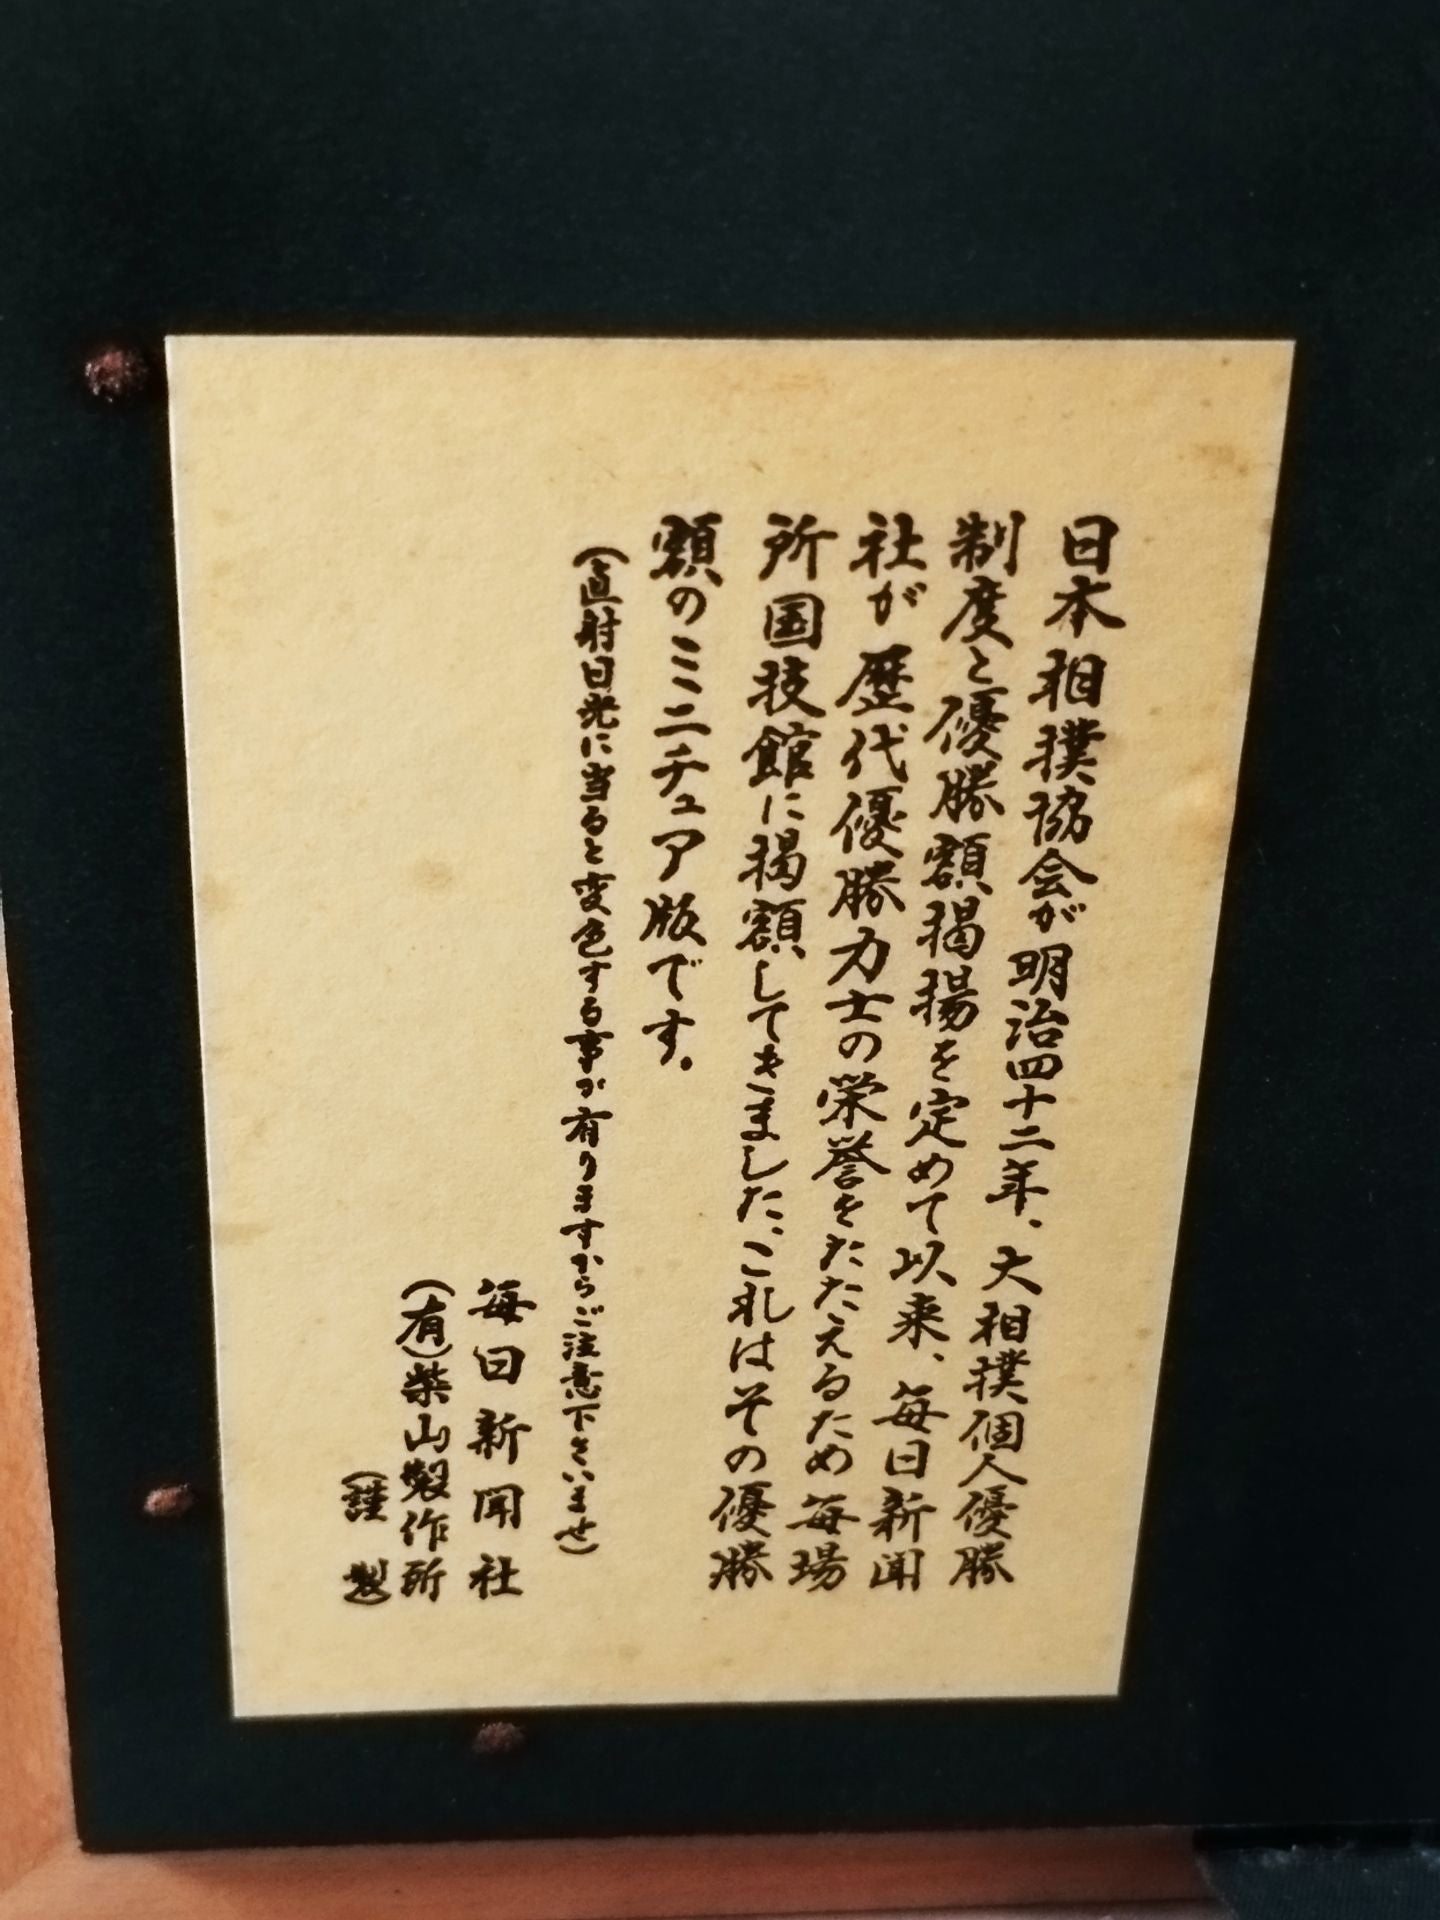 日本相撲協会が明治四十二年、大相撲個人優勝
制度と優勝額掲揚を定めて以来、毎日新聞
社が歴代優勝力士の栄誉をたたえるため毎場
所国技館に掲額してきました、これはその優勝
額のミニチュア版です。
(直射日光に当ると変色する事が有りますからご注意下さいませ)
毎日新聞社
(有)柴山製作所
(謹製)